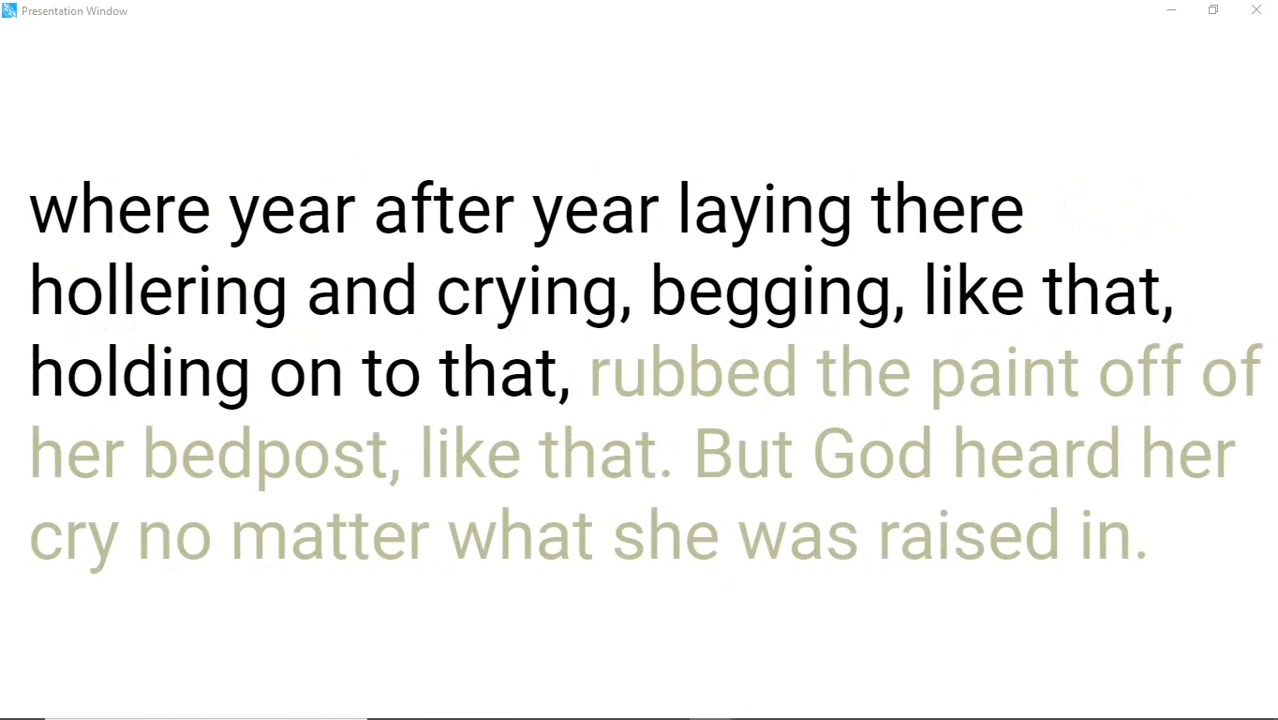 Presentation Window
where year after year laying there
hollering and crying, begging, like that,
holding on to that, rubbed the paint off of
her bedpost, like that. But God heard her
cry no matter what she was raised in.